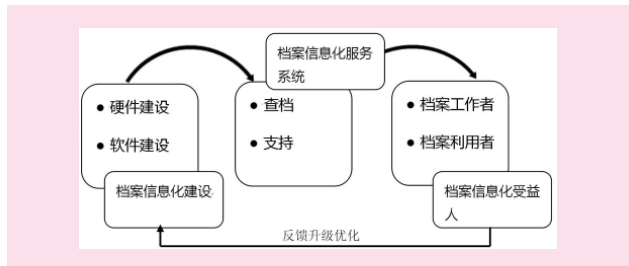 档案信息化服务
系统
● 硬件建设
● 软件建设
档案信息化建设
● 查档
● 支持
● 档案工作者
● 档案利用者
档案信息化受益
人
反馈升级优化